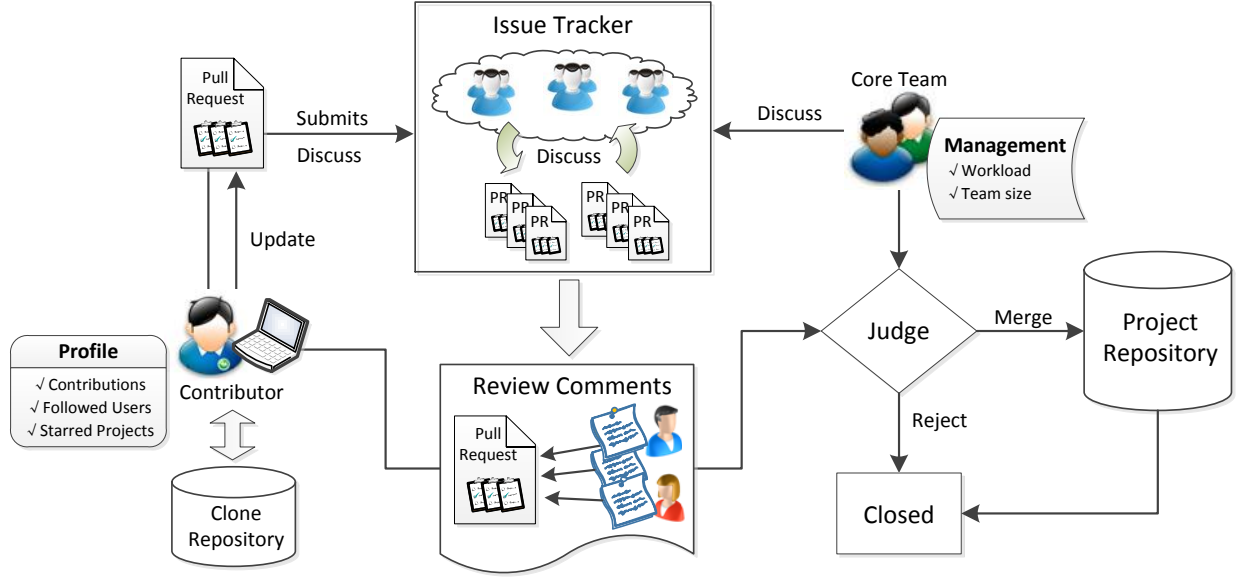 Issue Tracker
Pull
Request
Submits
Discuss
Discuss
PR
PR
PR
PR
PR
PR
Discuss
Core Team
Management
√ Workload
√ Team size
Update
Profile
√ Contributions
√ Followed Users
√ Starred Projects
Contributor
Clone
Repository
Review Comments
Pull
Request
Judge
Merge
Project
Repository
Reject
Closed